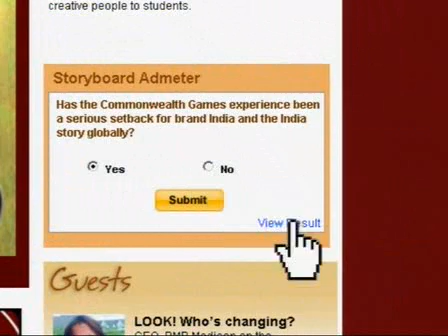 creative people to students.
Storyboard Admeter
Has the Commonwealth Games experience been
a serious setback for brand India and the India
story globally?
Yes
No
Submit
View Result
Guests
LOOK! Who's changing?